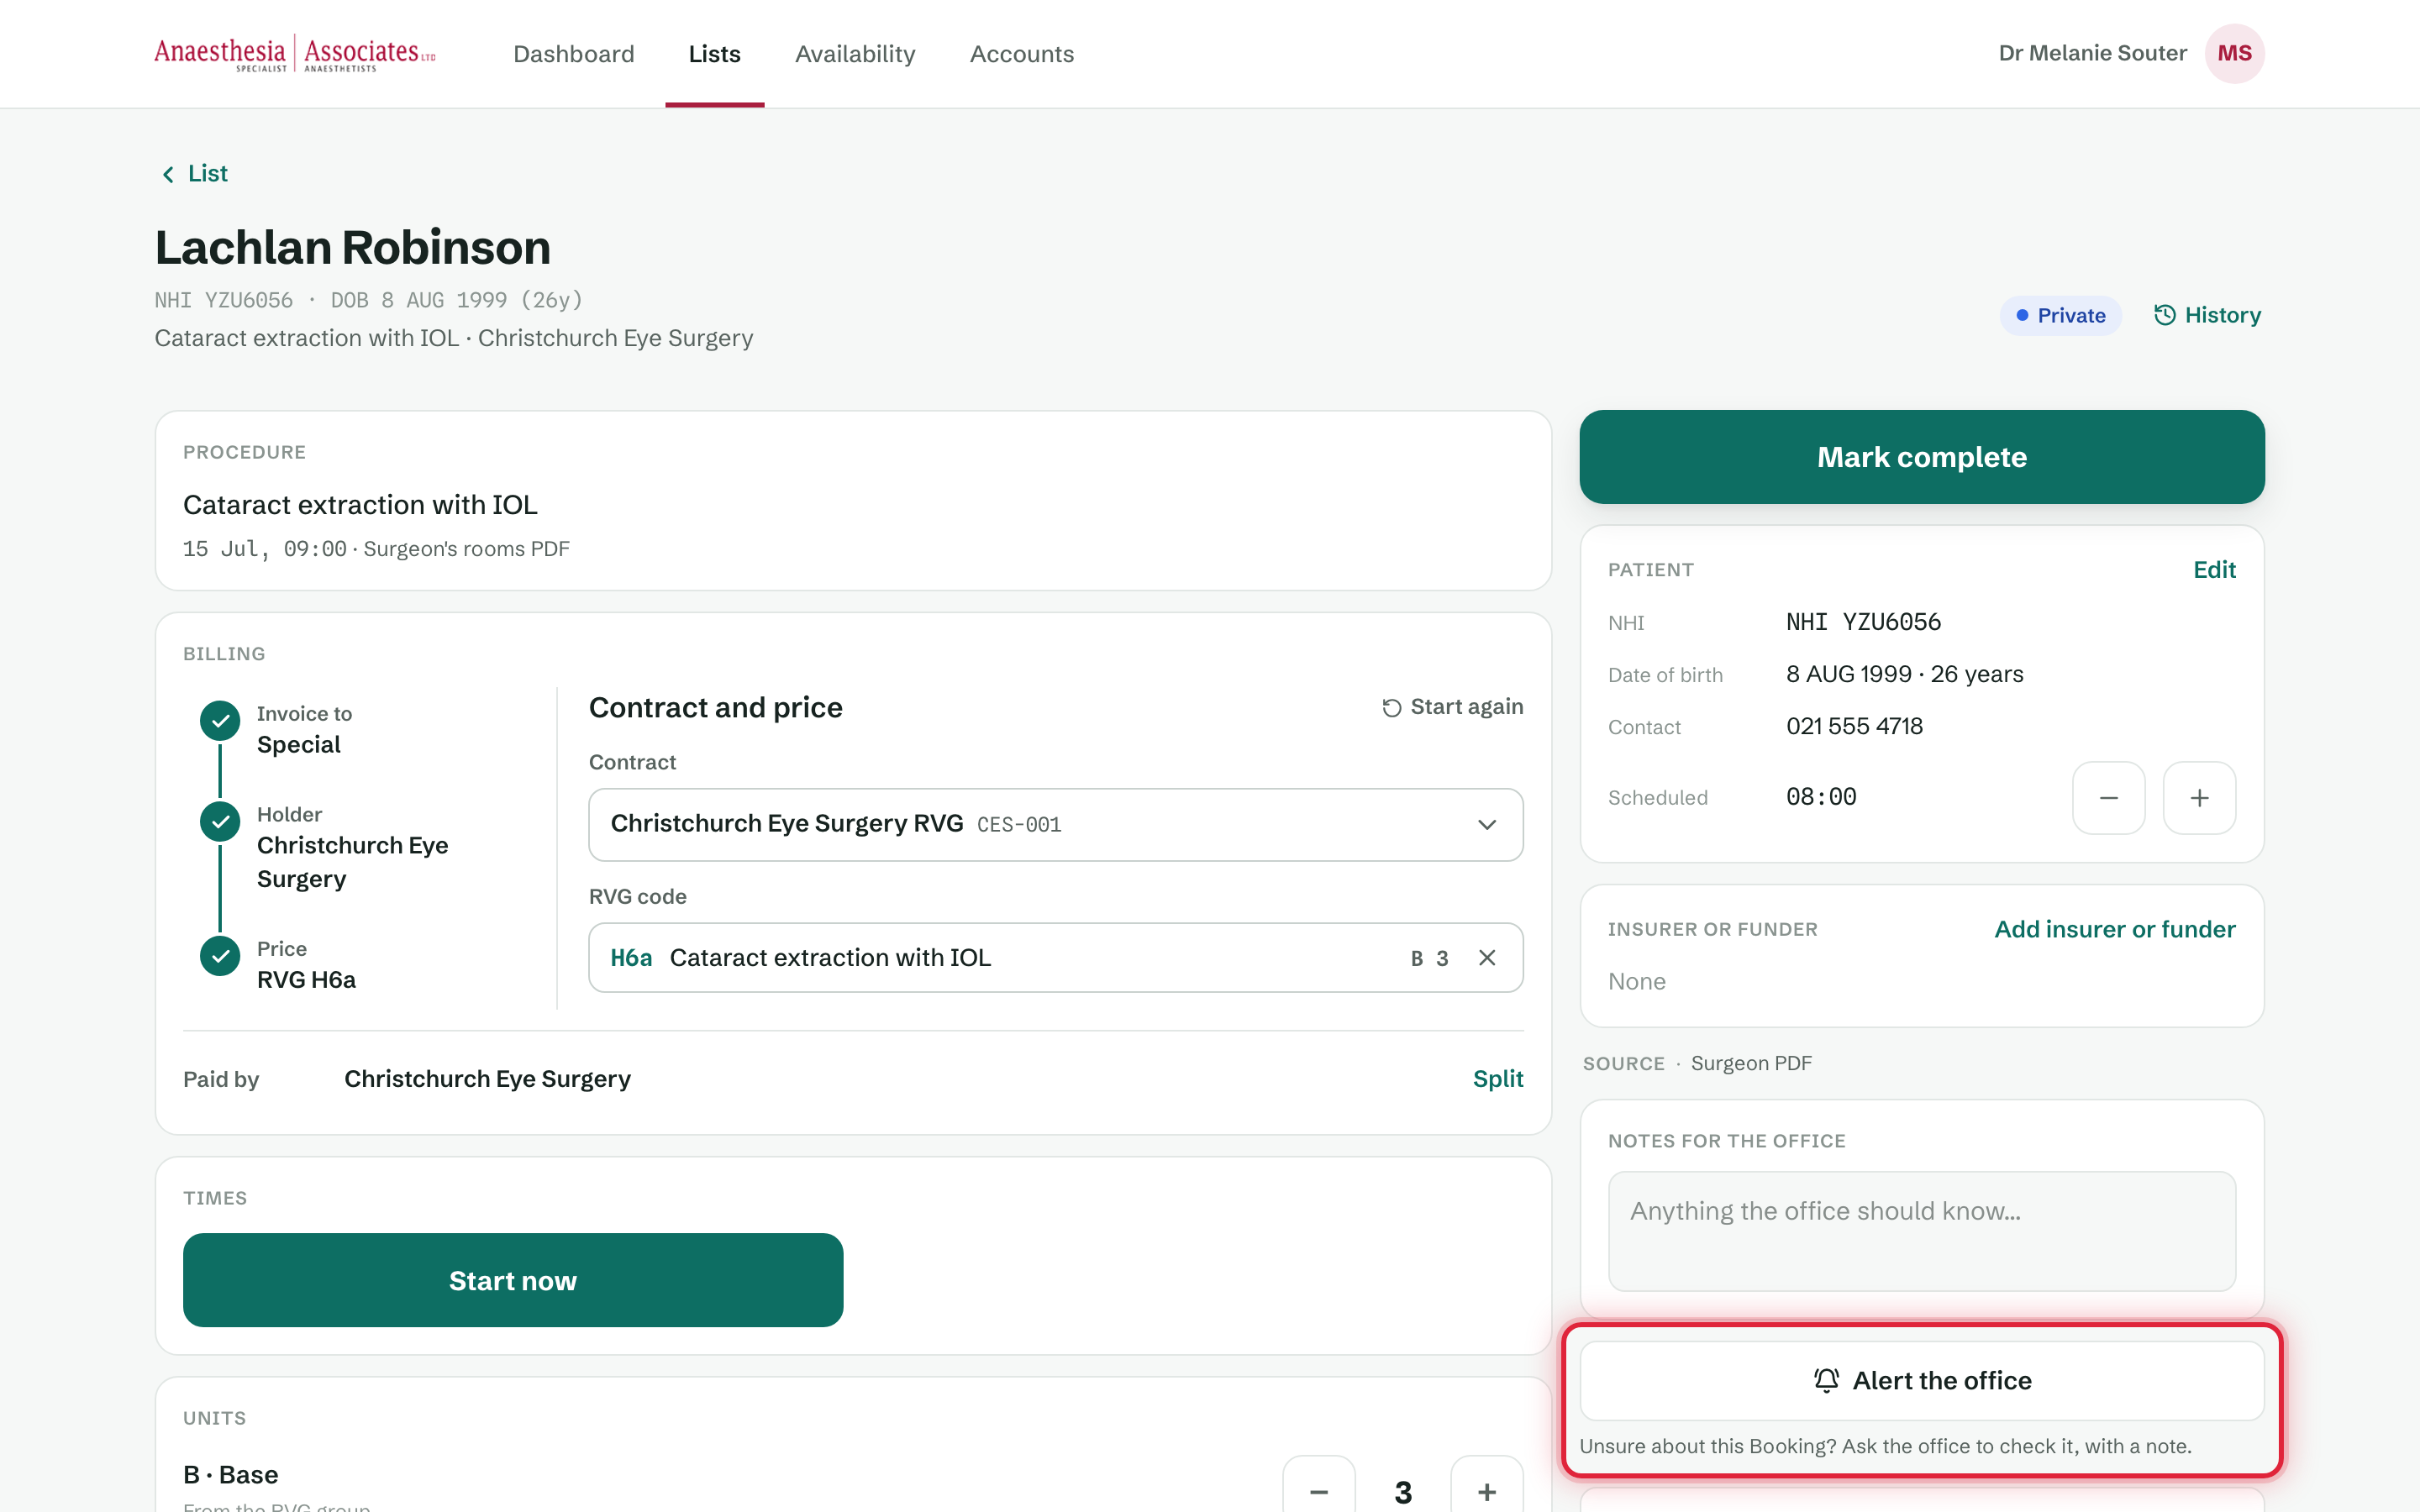 Anaesthesia | Associates LTD
SPECIALIST ANAESTHETISTS
Dashboard
Lists
Availability
Accounts
Dr Melanie Souter
MS
List
Lachlan Robinson
NHI YZU6056 · DOB 8 AUG 1999 (26y)
Cataract extraction with IOL · Christchurch Eye Surgery
Private
History
PROCEDURE
Cataract extraction with IOL
15 Jul, 09:00 · Surgeon's rooms PDF
BILLING
Invoice to
Special
Holder
Christchurch Eye
Surgery
Price
RVG H6a
Contract and price
Start again
Contract
Christchurch Eye Surgery RVG CES-001
RVG code
H6a Cataract extraction with IOL B 3
Paid by
Christchurch Eye Surgery
Split
TIMES
Start now
UNITS
B · Base
From the RVG group
3
Mark complete
PATIENT
Edit
NHI
NHI YZU6056
Date of birth
8 AUG 1999 · 26 years
Contact
021 555 4718
Scheduled
08:00
INSURER OR FUNDER
Add insurer or funder
None
SOURCE · Surgeon PDF
NOTES FOR THE OFFICE
Anything the office should know...
Alert the office
Unsure about this Booking? Ask the office to check it, with a note.